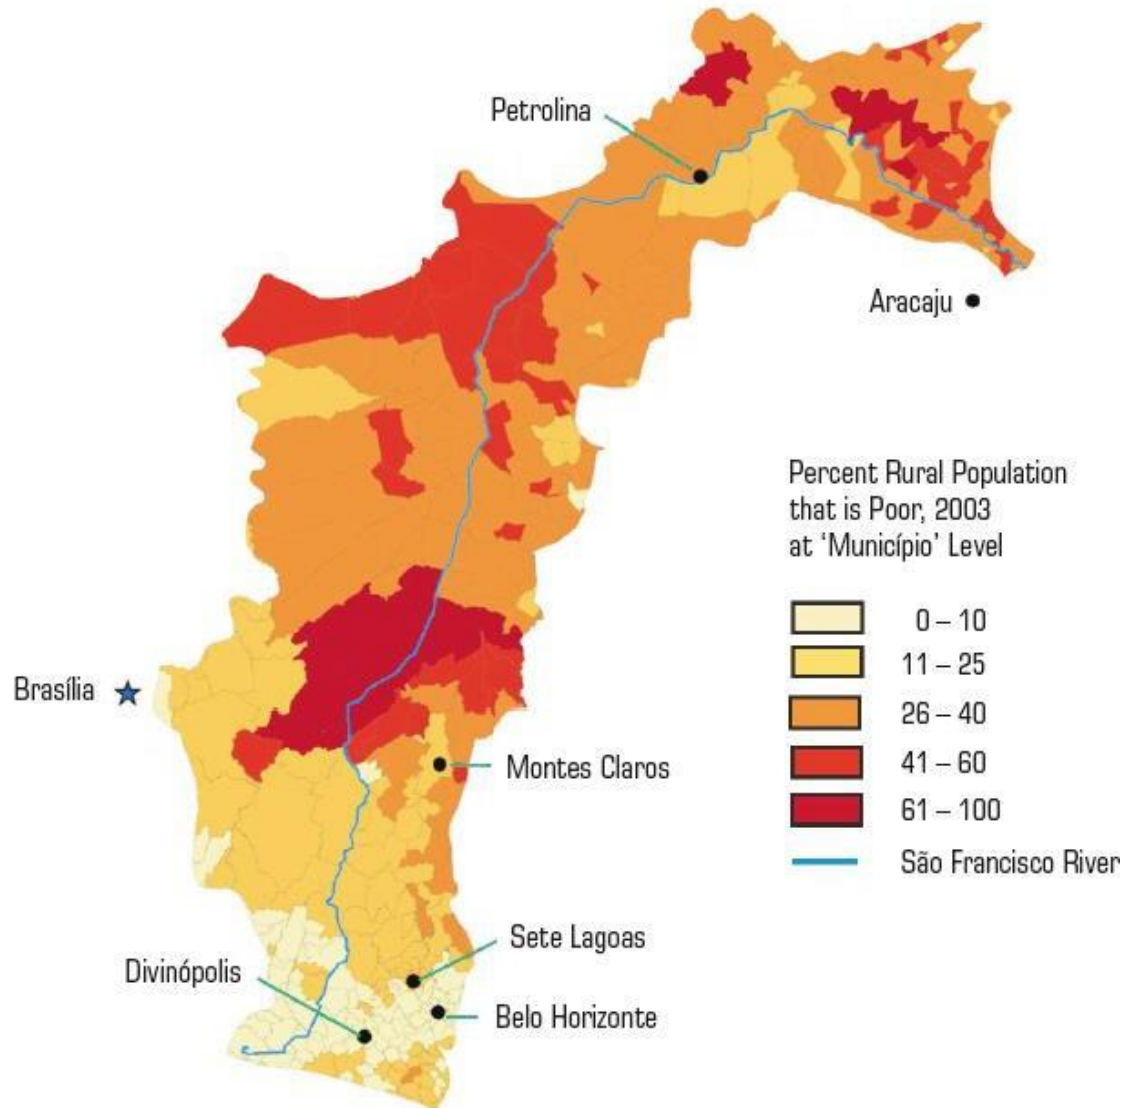 Petrolina
Aracaju
Percent Rural Population
that is Poor, 2003
at ‘Município’ Level
0 – 10
11 – 25
26 – 40
41 – 60
61 – 100
São Francisco River
Brasília
Montes Claros
Sete Lagoas
Divinópolis
Belo Horizonte